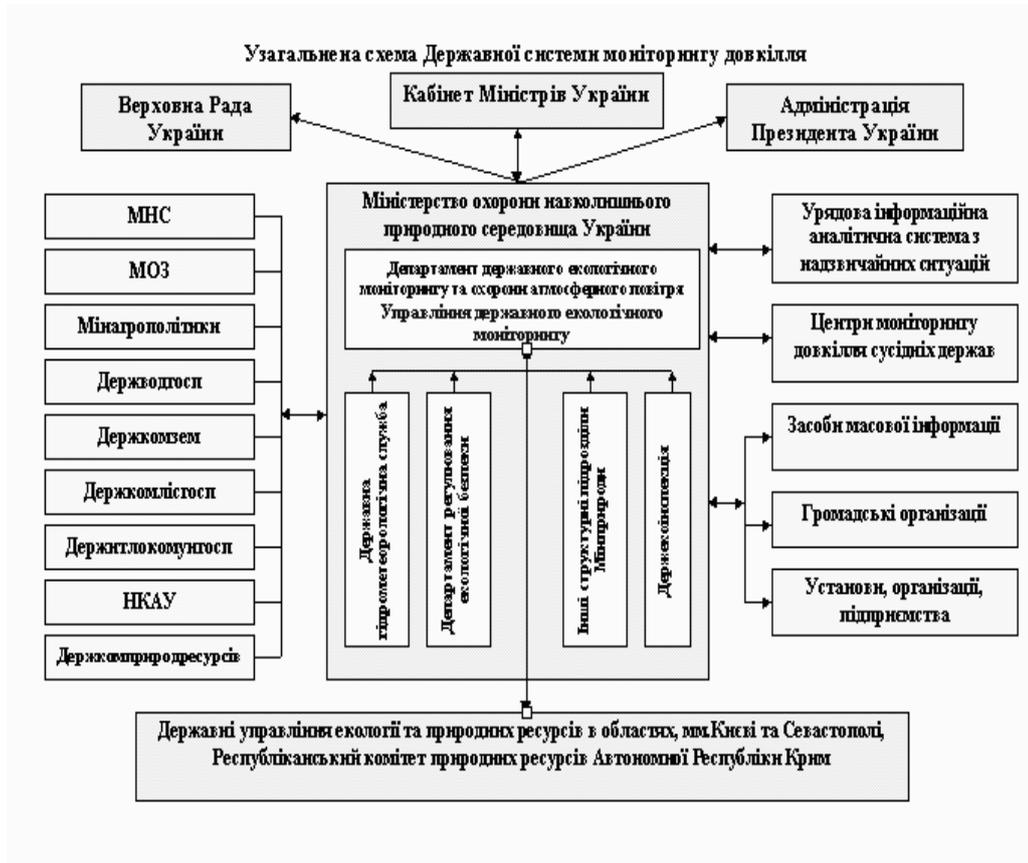 Узагальнена схема Державної системи моніторингу довкілля
Верховна Рада
України
Кабінет Міністрів України
Адміністрація
Президента України
МНС
МОЗ
Мінагрополітики
Держводгосп
Держкомзем
Держкомлісгосп
Держитлокомунгосп
НКАУ
Держкомприродресурсів
Міністерство охорони навколишнього
природного середовища України
Департамент державного екологічного
моніторингу та охорони атмосферного повітря
Управління державного екологічного
моніторингу
Державна
гідрометеорологічна служба
Департамент регулювання
екологічної безпеки
Інші структурні підрозділи
Мінприроди
Держекоінспекція
Урядова інформаційна
аналітична система з
надзвичайних ситуацій
Центри моніторингу
довкілля сусідніх держав
Засоби масової інформації
Громадські організації
Установи, організації,
підприємства
Державні управління екології та природних ресурсів в областях, мм.Києві та Севастополі,
Республіканський комітет природних ресурсів Автономної Республіки Крим